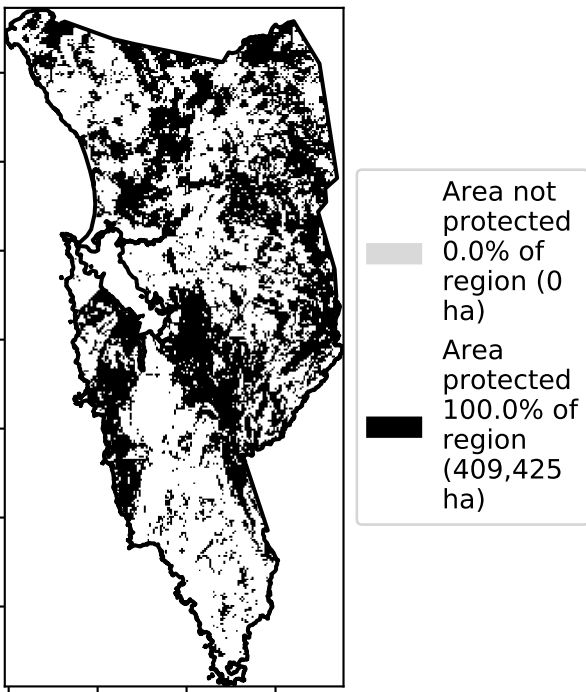 Area not
protected
0.0% of
region (0
ha)
Area
protected
100.0% of
region
(409,425
ha)